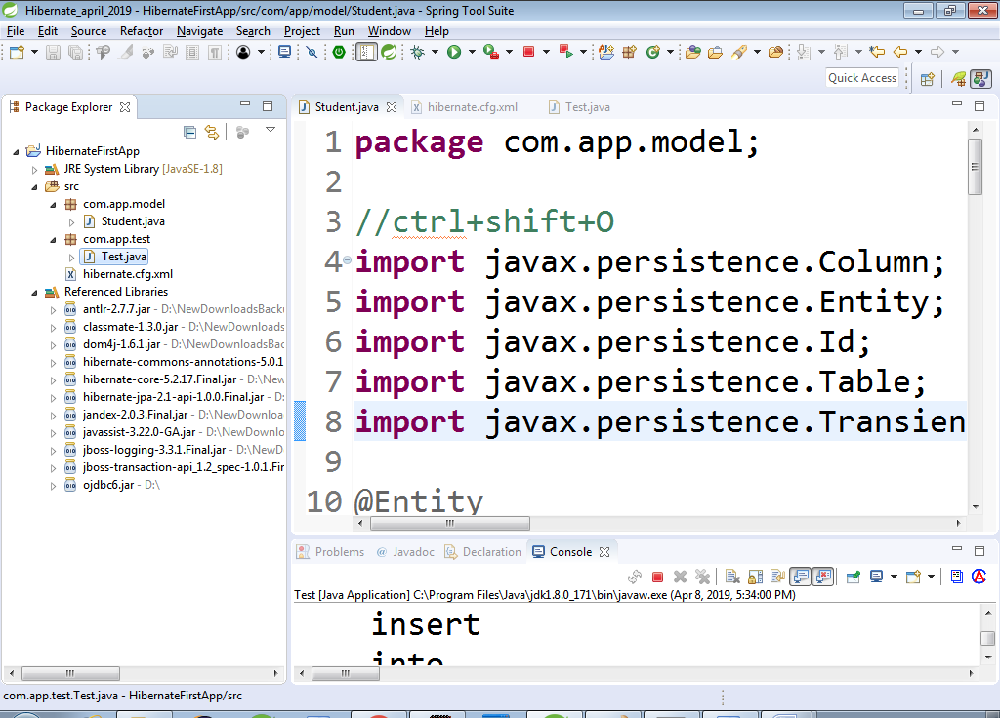 Hibernate_april_2019 - HibernateFirstApp/src/com/app/model/Student.java - Spring Tool Suite
File Edit Source Refactor Navigate Search Project Run Window Help
Quick Access
Package Explorer
HibernateFirstApp
JRE System Library [JavaSE-1.8]
src
com.app.model
Student.java
com.app.test
Test.java
hibernate.cfg.xml
Referenced Libraries
antlr-2.7.7.jar - D:\NewDownloadsBacku
classmate-1.3.0.jar - D:\NewDownloads
dom4j-1.6.1.jar - D:\NewDownloadsBac
hibernate-commons-annotations-5.0.1
hibernate-core-5.2.17.Final.jar - D:\New
hibernate-jpa-2.1-api-1.0.0.Final.jar - D:
jandex-2.0.3.Final.jar - D:\NewDownload
javassist-3.22.0-GA.jar - D:\NewDownlo
jboss-logging-3.3.1.Final.jar - D:\NewD
jboss-transaction-api_1.2_spec-1.0.1.Fir
ojdbc6.jar - D:\
Student.java hibernate.cfg.xml Test.java
1 package com.app.model;
2
3 //ctrl+shift+O
4 import javax.persistence.Column;
5 import javax.persistence.Entity;
6 import javax.persistence.Id;
7 import javax.persistence.Table;
8 import javax.persistence.Transien
9
10 @Entity
Problems @ Javadoc Declaration Console
Test [Java Application] C:\Program Files\Java\jdk1.8.0_171\bin\javaw.exe (Apr 8, 2019, 5:34:00 PM)
insert
into
com.app.test.Test.java - HibernateFirstApp/src